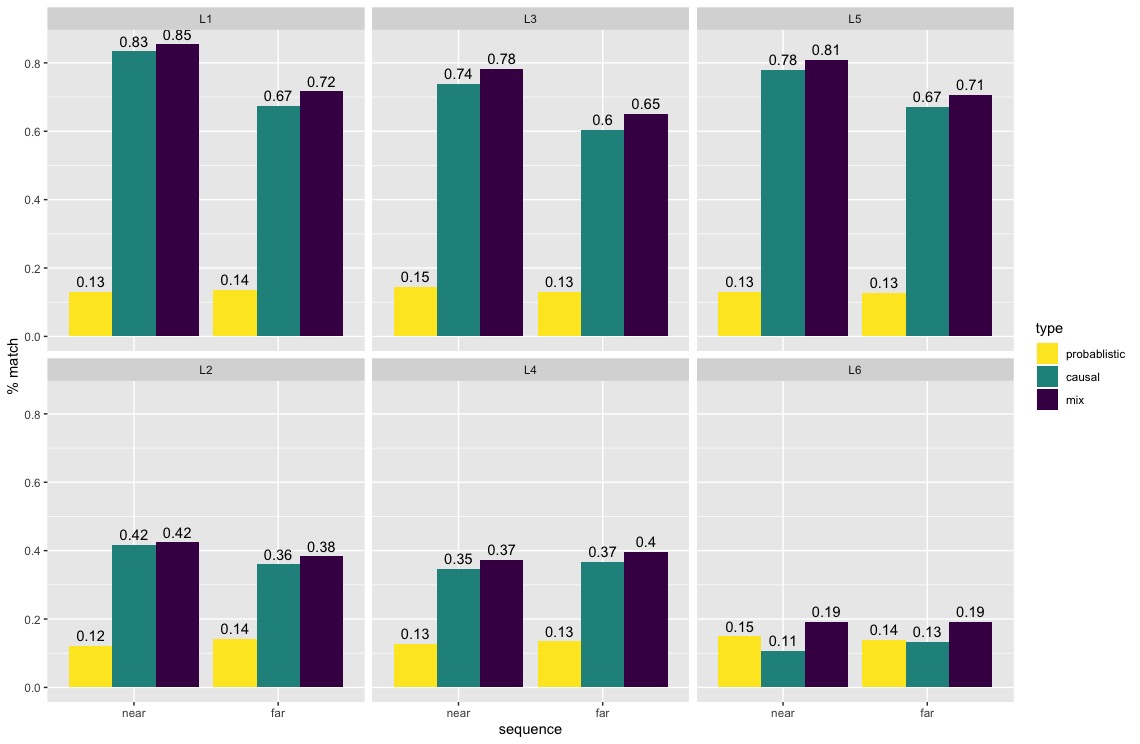 L1 L3 L5
0.83 0.85 0.67 0.72 0.13 0.14
0.74 0.78 0.6 0.65 0.15 0.13
0.78 0.81 0.67 0.71 0.13 0.13
0.8
0.6
0.4
0.2
0.0
% match
L2 L4 L6
0.42 0.42 0.36 0.38 0.12 0.14
0.35 0.37 0.37 0.4 0.13 0.13
0.15 0.11 0.19 0.14 0.13 0.19
0.8
0.6
0.4
0.2
0.0
near far near far near far
sequence
type
probablistic
causal
mix